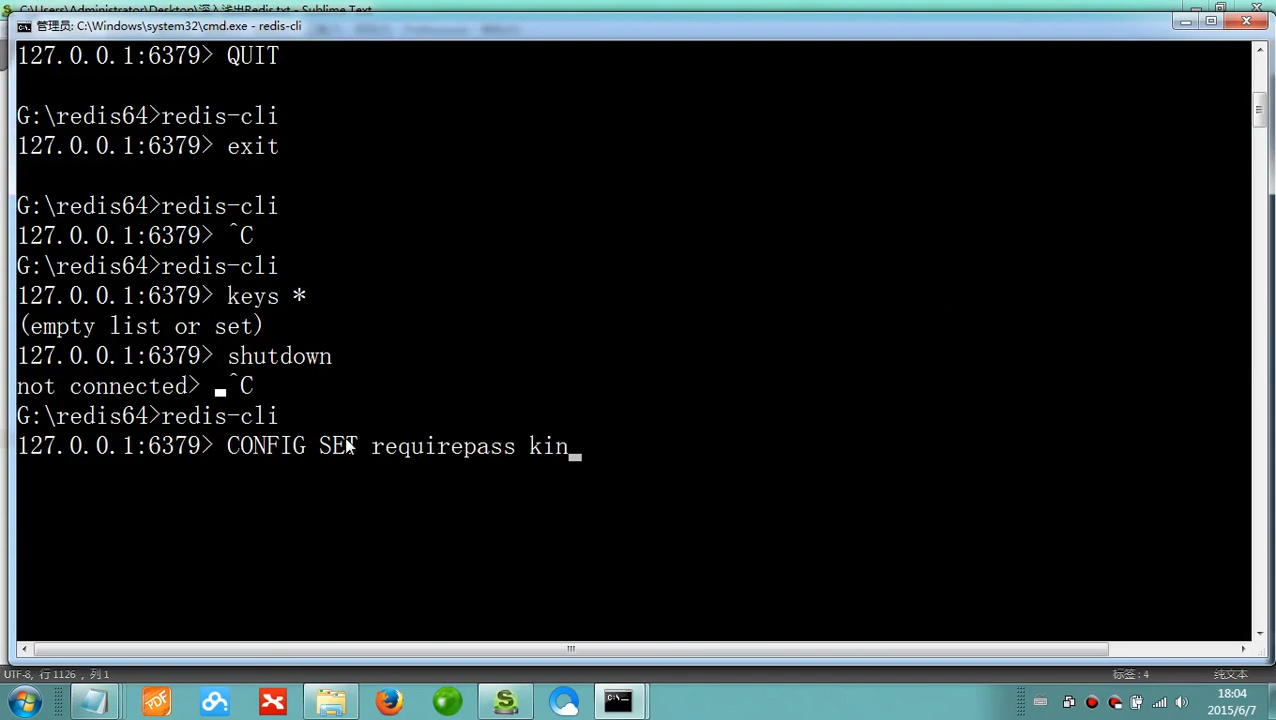 C:\Users\Administrator\Desktop\深入浅出Redis.txt - Sublime Text
管理员: C:\Windows\system32\cmd.exe - redis-cli
127.0.0.1:6379> QUIT
G:\redis64>redis-cli
127.0.0.1:6379> exit
G:\redis64>redis-cli
127.0.0.1:6379> ^C
G:\redis64>redis-cli
127.0.0.1:6379> keys *
(empty list or set)
127.0.0.1:6379> shutdown
not connected> ^C
G:\redis64>redis-cli
127.0.0.1:6379> CONFIG SET requirepass kin
UTF-8, 行 1126 , 列 1
标签: 4
纯文本
PDF
18:04
2015/6/7